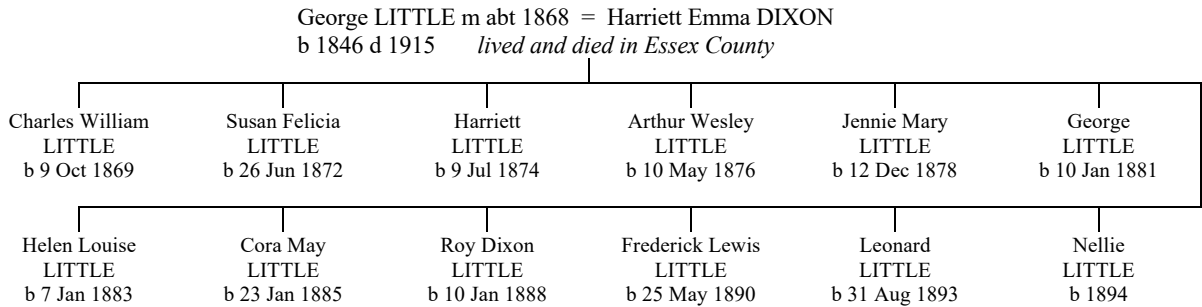 George LITTLE m abt 1868 = Harriett Emma DIXON
b 1846 d 1915 lived and died in Essex County
Charles William
LITTLE
b 9 Oct 1869
Susan Felicia
LITTLE
b 26 Jun 1872
Harriett
LITTLE
b 9 Jul 1874
Arthur Wesley
LITTLE
b 10 May 1876
Jennie Mary
LITTLE
b 12 Dec 1878
George
LITTLE
b 10 Jan 1881
Helen Louise
LITTLE
b 7 Jan 1883
Cora May
LITTLE
b 23 Jan 1885
Roy Dixon
LITTLE
b 10 Jan 1888
Frederick Lewis
LITTLE
b 25 May 1890
Leonard
LITTLE
b 31 Aug 1893
Nellie
LITTLE
b 1894